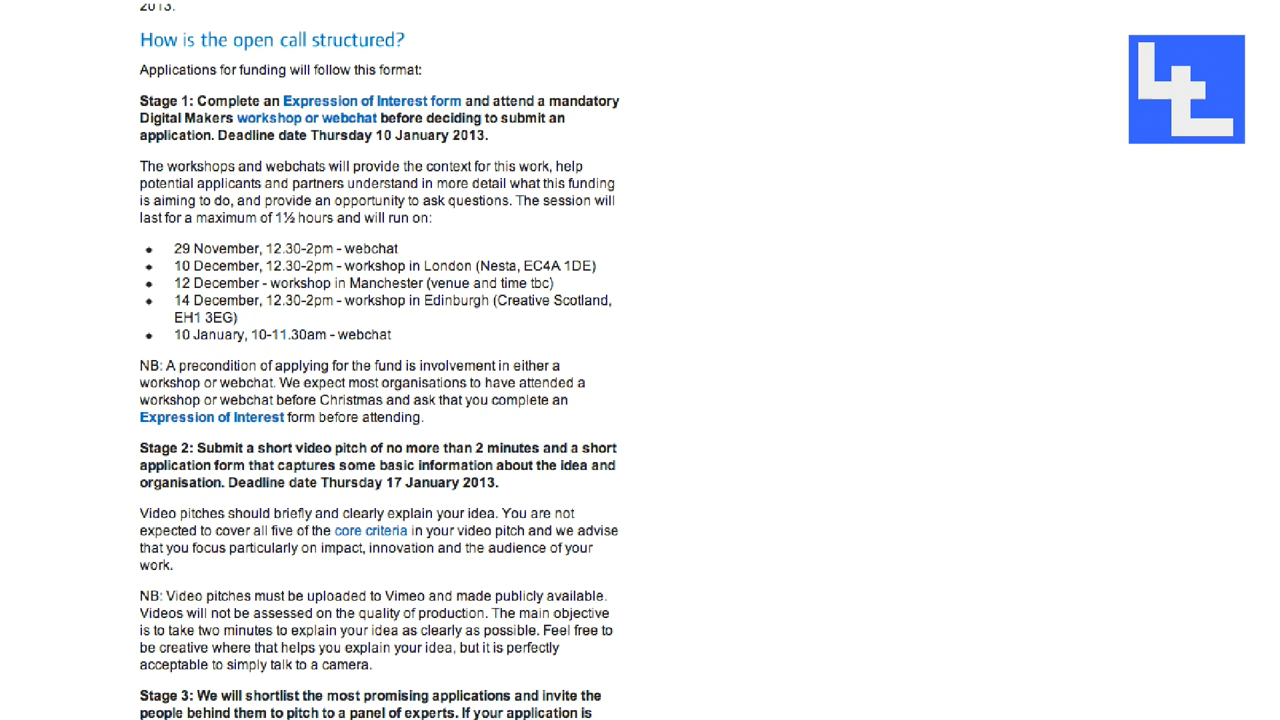 2013.
How is the open call structured?
Applications for funding will follow this format:
Stage 1: Complete an Expression of Interest form and attend a mandatory
Digital Makers workshop or webchat before deciding to submit an
application. Deadline date Thursday 10 January 2013.
The workshops and webchats will provide the context for this work, help
potential applicants and partners understand in more detail what this funding
is aiming to do, and provide an opportunity to ask questions. The session will
last for a maximum of 1½ hours and will run on:
29 November, 12.30-2pm - webchat
10 December, 12.30-2pm - workshop in London (Nesta, EC4A 1DE)
12 December - workshop in Manchester (venue and time tbc)
14 December, 12.30-2pm - workshop in Edinburgh (Creative Scotland,
EH1 3EG)
10 January, 10-11.30am - webchat
NB: A precondition of applying for the fund is involvement in either a
workshop or webchat. We expect most organisations to have attended a
workshop or webchat before Christmas and ask that you complete an
Expression of Interest form before attending.
Stage 2: Submit a short video pitch of no more than 2 minutes and a short
application form that captures some basic information about the idea and
organisation. Deadline date Thursday 17 January 2013.
Video pitches should briefly and clearly explain your idea. You are not
expected to cover all five of the core criteria in your video pitch and we advise
that you focus particularly on impact, innovation and the audience of your
work.
NB: Video pitches must be uploaded to Vimeo and made publicly available.
Videos will not be assessed on the quality of production. The main objective
is to take two minutes to explain your idea as clearly as possible. Feel free to
be creative where that helps you explain your idea, but it is perfectly
acceptable to simply talk to a camera.
Stage 3: We will shortlist the most promising applications and invite the
people behind them to pitch to a panel of experts. If your application is